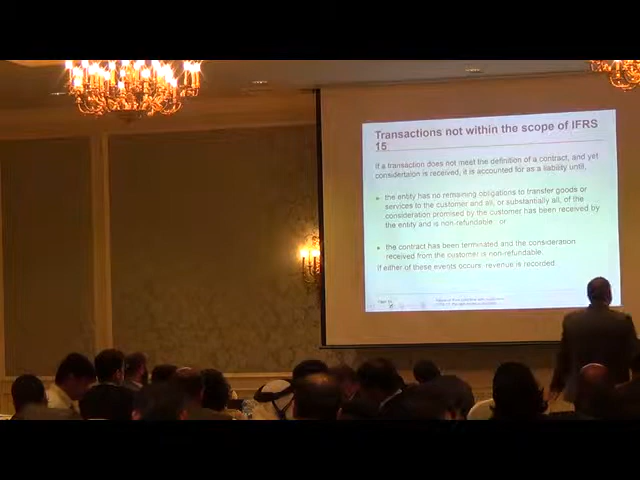 Transactions not within the scope of IFRS
15
If a transaction does not meet the definition of a contract, and yet
considertaion is received, it is accounted for as a liability until,
the entity has no remaining obligations to transfer goods or
services to the customer and all, or substantially all, of the
consideration promised by the customer has been received by
the entity and is non-refundable or
the contract has been terminated and the consideration
received from the customer is non-refundable.
If either of these events occurs revenue is recorded.